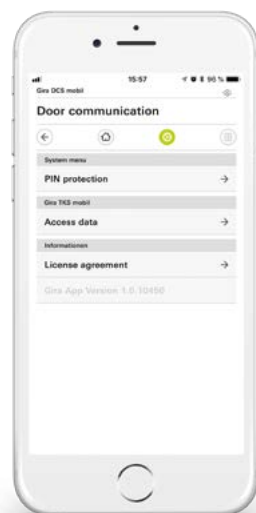 15:57 96 %
Gira DCS mobil
Door communication
System menu
PIN protection
Gira TKS mobil
Access data
Informationen
License agreement
Gira App Version 1.0.10450